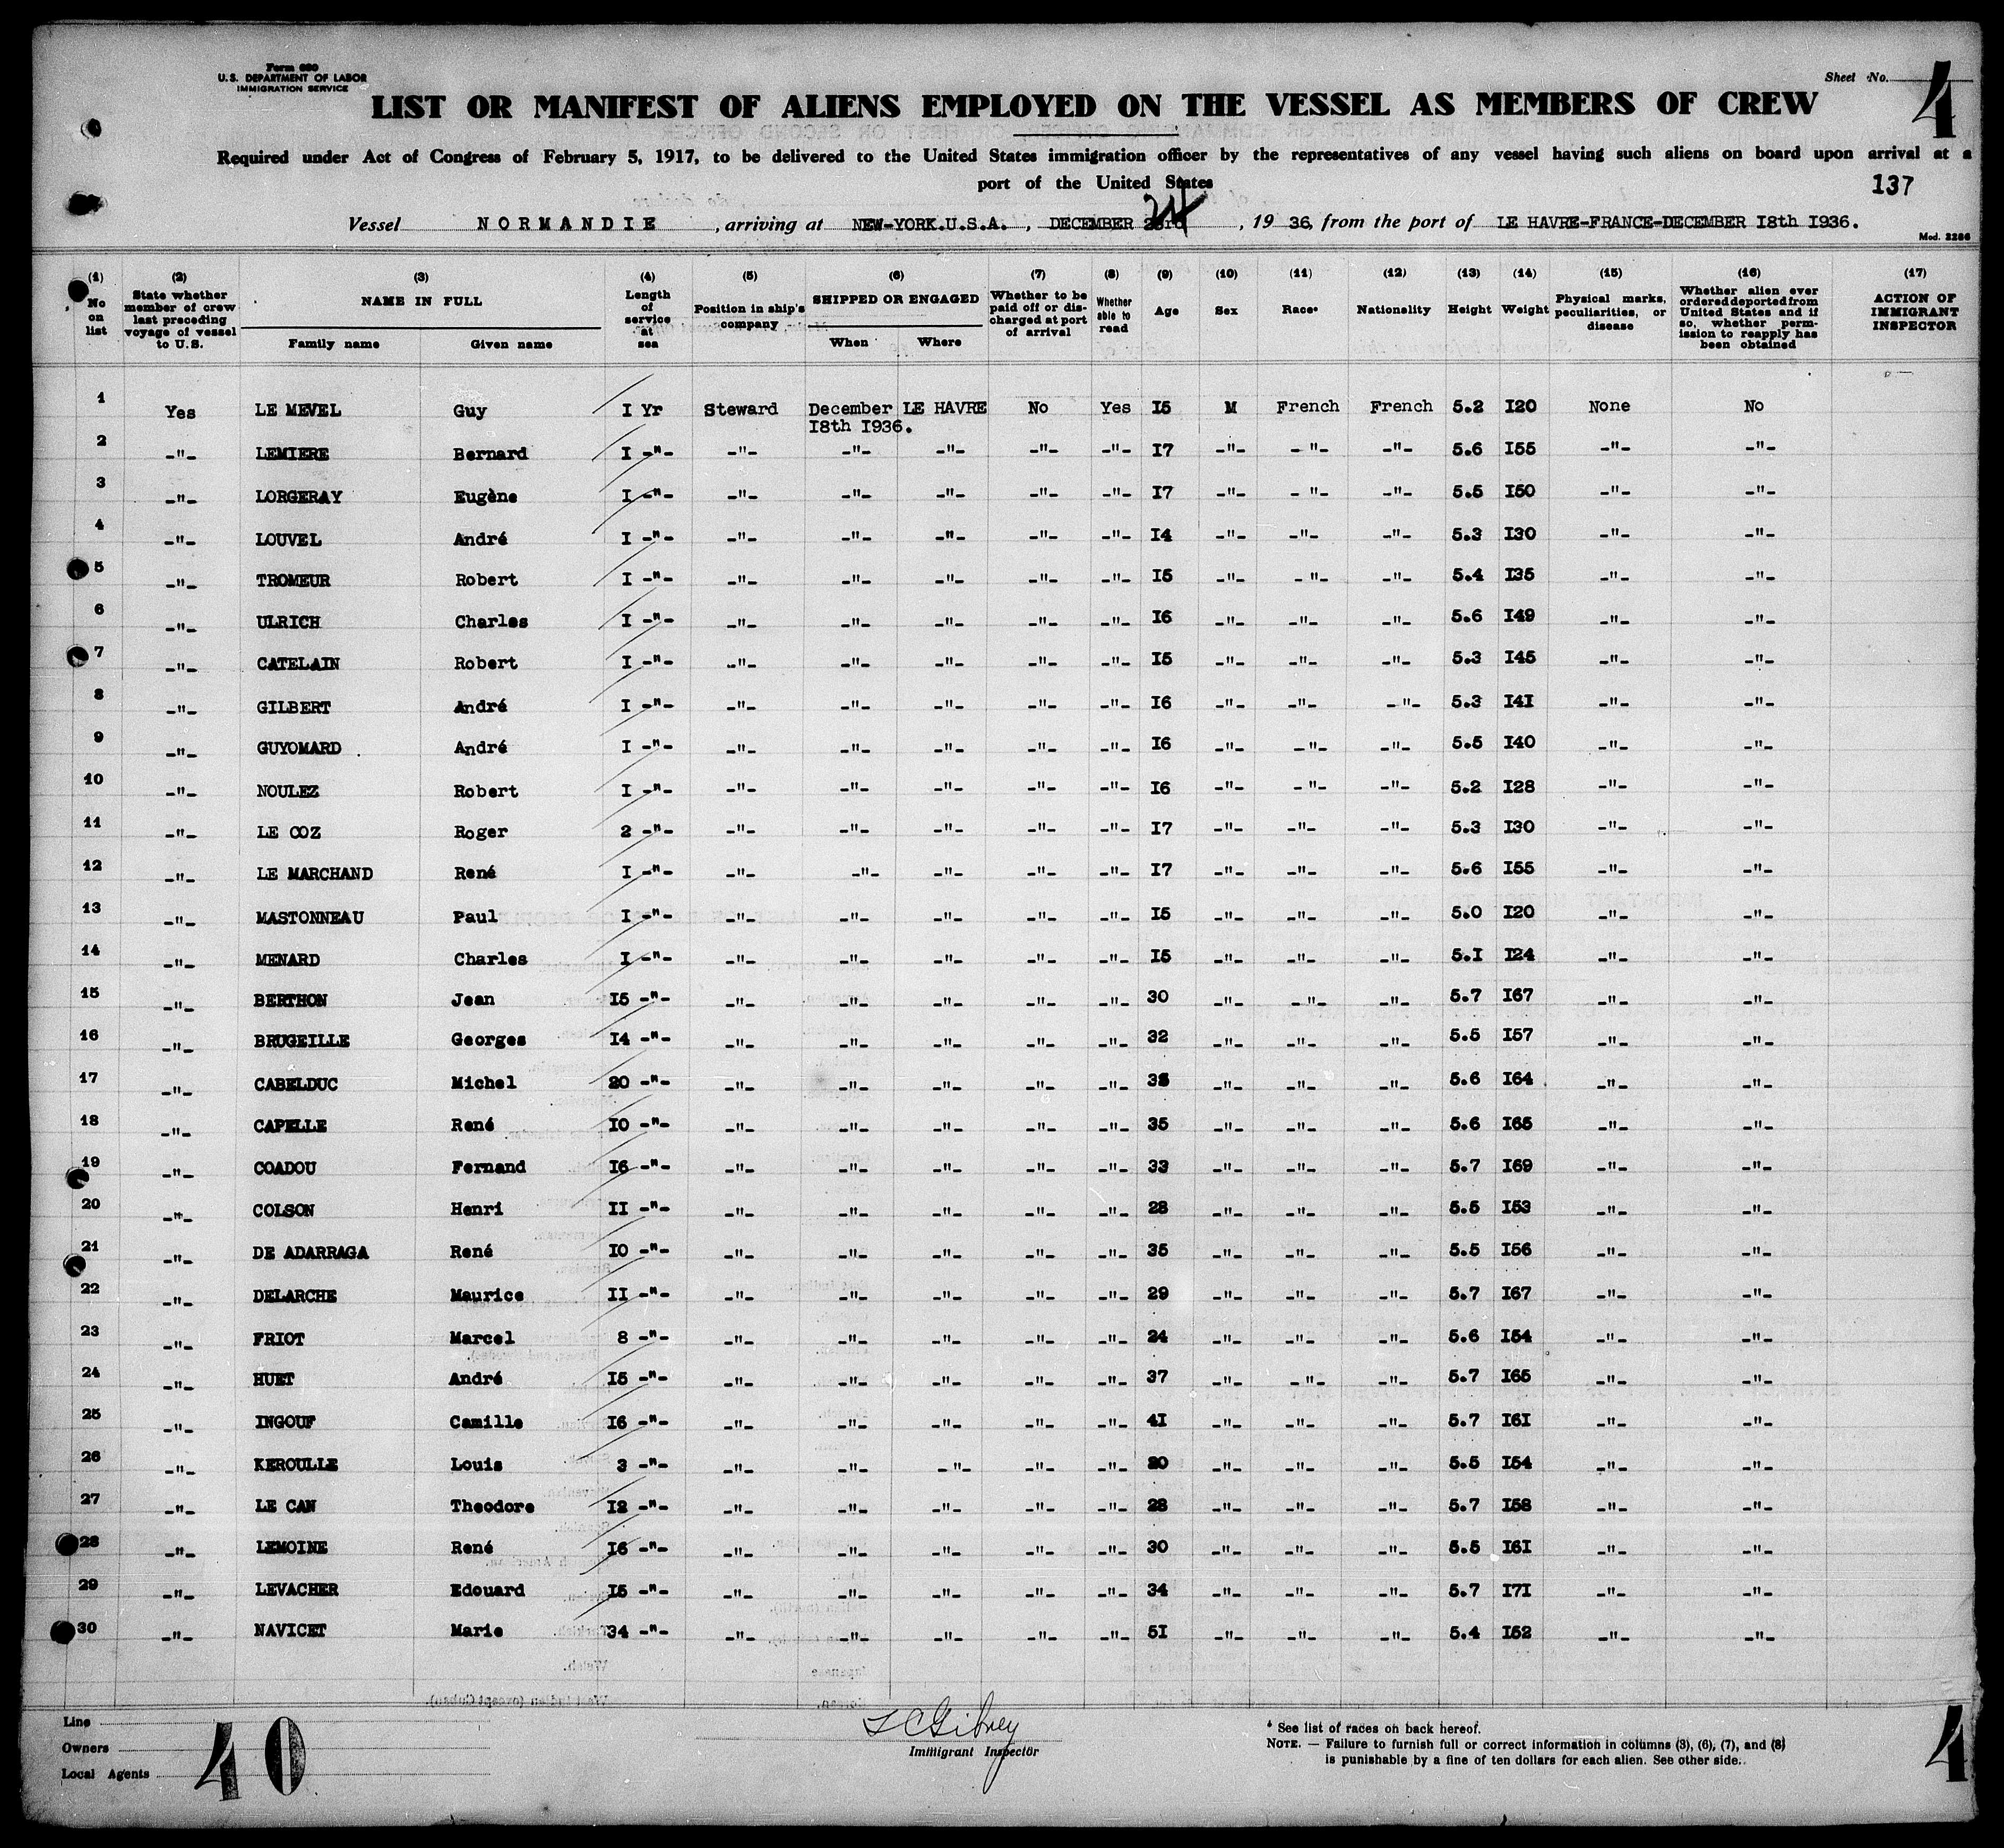 Form 680
U.S. DEPARTMENT OF LABOR
IMMIGRATION SERVICE
Sheet No. 4
LIST OR MANIFEST OF ALIENS EMPLOYED ON THE VESSEL AS MEMBERS OF CREW
Required under Act of Congress of February 5, 1917, to be delivered to the United States immigration officer by the representatives of any vessel having such aliens on board upon arrival at a
port of the United States
137
Vessel NORMANDIE, arriving at NEW-YORK.U.S.A., DECEMBER 23rd 24, 19 36, from the port of LE HAVRE-FRANCE-DECEMBER I8th I936.
Mod. 2286
(1) No on list (2) State whether member of crew last preceding voyage of vessel to U.S. (3) NAME IN FULL Family name Given name (4) Length of service at sea (5) Position in ship's company (6) SHIPPED OR ENGAGED When Where (7) Whether to be paid off or discharged at port of arrival (8) Whether able to read (9) Age (10) Sex (11) Race* (12) Nationality (13) Height (14) Weight (15) Physical marks, peculiarities, or disease (16) Whether alien ever ordered deported from United States and if so, whether permission to reapply has been obtained (17) ACTION OF IMMIGRANT INSPECTOR
1 Yes LE MEVEL Guy I Yr Steward December I8th I936. LE HAVRE No Yes I5 M French French 5.2 I20 None No
2 -"- LEMIERE Bernard I -"- -"- -"- -"- -"- -"- I7 -"- -"- -"- 5.6 I55 -"- -"-
3 -"- LORGERAY Eugène I -"- -"- -"- -"- -"- -"- I7 -"- -"- -"- 5.5 I50 -"- -"-
4 -"- LOUVEL André I -"- -"- -"- -"- -"- -"- I4 -"- -"- -"- 5.3 I30 -"- -"-
5 -"- TROMEUR Robert I -"- -"- -"- -"- -"- -"- I5 -"- -"- -"- 5.4 I35 -"- -"-
6 -"- ULRICH Charles I -"- -"- -"- -"- -"- -"- I6 -"- -"- -"- 5.6 I49 -"- -"-
7 -"- CATELAIN Robert I -"- -"- -"- -"- -"- -"- I5 -"- -"- -"- 5.3 I45 -"- -"-
8 -"- GILBERT André I -"- -"- -"- -"- -"- -"- I6 -"- -"- -"- 5.3 I4I -"- -"-
9 -"- GUYOMARD André I -"- -"- -"- -"- -"- -"- I6 -"- -"- -"- 5.5 I40 -"- -"-
10 -"- NOULEZ Robert I -"- -"- -"- -"- -"- -"- I6 -"- -"- -"- 5.2 I28 -"- -"-
11 -"- LE COZ Roger 2 -"- -"- -"- -"- -"- -"- I7 -"- -"- -"- 5.3 I30 -"- -"-
12 -"- LE MARCHAND René I -"- -"- -"- -"- -"- -"- I7 -"- -"- -"- 5.6 I55 -"- -"-
13 -"- MASTONNEAU Paul I -"- -"- -"- -"- -"- -"- I5 -"- -"- -"- 5.0 I20 -"- -"-
14 -"- MENARD Charles I -"- -"- -"- -"- -"- -"- I5 -"- -"- -"- 5.I I24 -"- -"-
15 -"- BERTHON Jean I5 -"- -"- -"- -"- -"- -"- 30 -"- -"- -"- 5.7 I67 -"- -"-
16 -"- BRUGEILLE Georges I4 -"- -"- -"- -"- -"- -"- 32 -"- -"- -"- 5.5 I57 -"- -"-
17 -"- CABELDUC Michel 20 -"- -"- -"- -"- -"- -"- -"- -"- -"- 5.6 I64 -"- -"-
18 -"- CAPELLE René I0 -"- -"- -"- -"- -"- -"- 35 -"- -"- -"- 5.6 I65 -"- -"-
19 -"- COADOU Fernand I6 -"- -"- -"- -"- -"- -"- 33 -"- -"- -"- 5.7 I69 -"- -"-
20 -"- COLSON Henri II -"- -"- -"- -"- -"- -"- 28 -"- -"- -"- 5.5 I53 -"- -"-
21 -"- DE ADARRAGA René I0 -"- -"- -"- -"- -"- -"- 35 -"- -"- -"- 5.5 I56 -"- -"-
22 -"- DELARCHE Maurice II -"- -"- -"- -"- -"- -"- 29 -"- -"- -"- 5.7 I67 -"- -"-
23 -"- FRIOT Marcel 8 -"- -"- -"- -"- -"- -"- 24 -"- -"- -"- 5.6 I54 -"- -"-
24 -"- HUET André I5 -"- -"- -"- -"- -"- -"- 37 -"- -"- -"- 5.7 I65 -"- -"-
25 -"- INGOUF Camille I6 -"- -"- -"- -"- -"- -"- 4I -"- -"- -"- 5.7 I6I -"- -"-
26 -"- KEROULLE Louis 3 -"- -"- -"- -"- -"- -"- 20 -"- -"- -"- 5.5 I54 -"- -"-
27 -"- LE CAN Theodore I2 -"- -"- -"- -"- -"- -"- 28 -"- -"- -"- 5.7 I58 -"- -"-
28 -"- LEMOINE René I6 -"- -"- -"- -"- -"- -"- 30 -"- -"- -"- 5.5 I6I -"- -"-
29 -"- LEVACHER Edouard I5 -"- -"- -"- -"- -"- -"- 34 -"- -"- -"- 5.7 I7I -"- -"-
30 -"- NAVICET Marie 34 -"- -"- -"- -"- -"- -"- 5I -"- -"- -"- 5.4 I52 -"- -"-
Line
Owners
Local Agents
40
Immigrant Inspector
* See list of races on back hereof.
NOTE. — Failure to furnish full or correct information in columns (3), (6), (7), and (8)
is punishable by a fine of ten dollars for each alien. See other side.
4